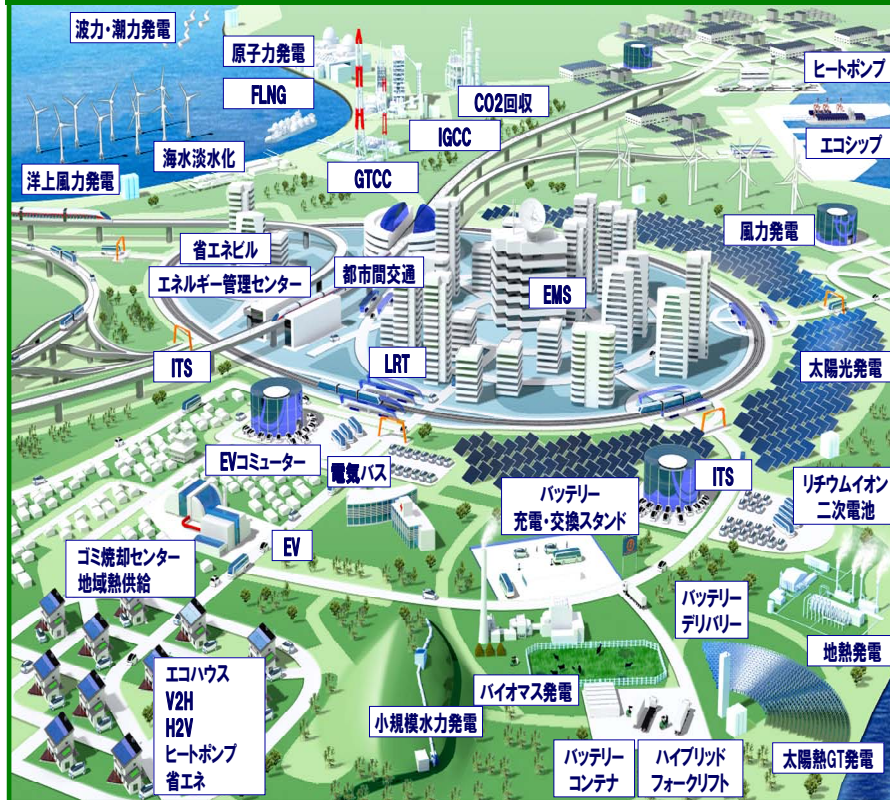 波力・潮力発電
原子力発電
ヒートポンプ
FLNG
CO2回収
IGCC
エコシップ
海水淡水化
洋上風力発電
GTCC
風力発電
省エネビル
エネルギー管理センター
都市間交通
EMS
ITS
LRT
太陽光発電
EVコミューター
電気バス
バッテリー
充電・交換スタンド
ITS
リチウムイオン
二次電池
EV
ゴミ焼却センター
地域熱供給
バッテリー
デリバリー
地熱発電
エコハウス
V2H
H2V
ヒートポンプ
省エネ
小規模水力発電
バイオマス発電
バッテリー
コンテナ
ハイブリッド
フォークリフト
太陽熱GT発電